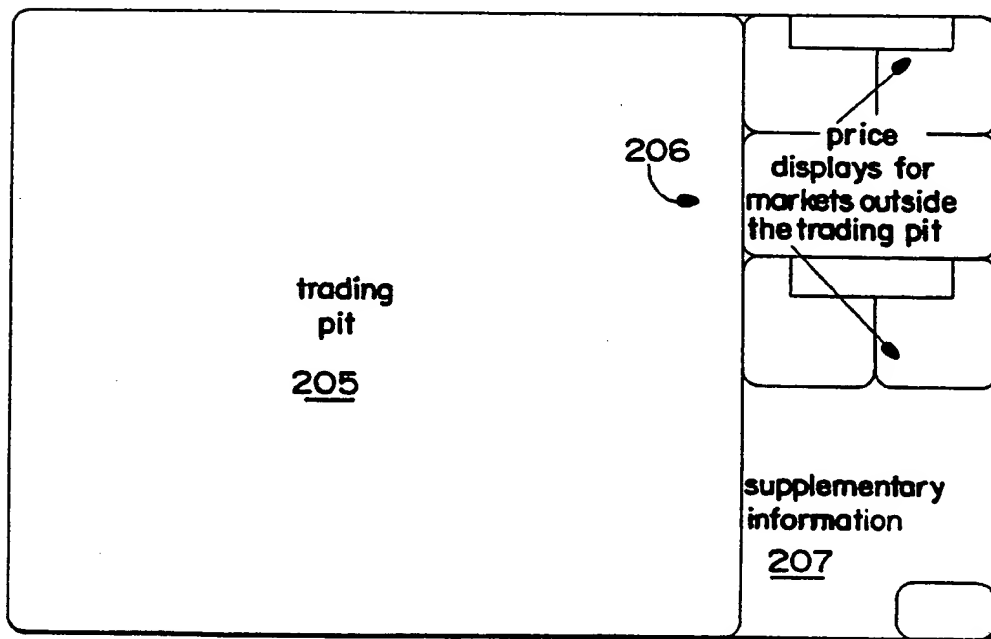 206
trading
pit
205
price
displays for
markets outside
the trading pit
supplementary
information
207